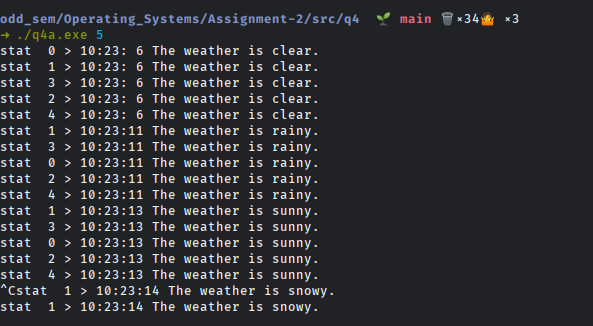 odd_sem/Operating_Systems/Assignment-2/src/q4 🌱 main 🗑️×34🤷 ×3
➜ ./q4a.exe 5
stat  0 > 10:23: 6 The weather is clear.
stat  1 > 10:23: 6 The weather is clear.
stat  3 > 10:23: 6 The weather is clear.
stat  2 > 10:23: 6 The weather is clear.
stat  4 > 10:23: 6 The weather is clear.
stat  1 > 10:23:11 The weather is rainy.
stat  3 > 10:23:11 The weather is rainy.
stat  0 > 10:23:11 The weather is rainy.
stat  2 > 10:23:11 The weather is rainy.
stat  4 > 10:23:11 The weather is rainy.
stat  1 > 10:23:13 The weather is sunny.
stat  3 > 10:23:13 The weather is sunny.
stat  0 > 10:23:13 The weather is sunny.
stat  2 > 10:23:13 The weather is sunny.
stat  4 > 10:23:13 The weather is sunny.
^Cstat  1 > 10:23:14 The weather is snowy.
stat  1 > 10:23:14 The weather is snowy.